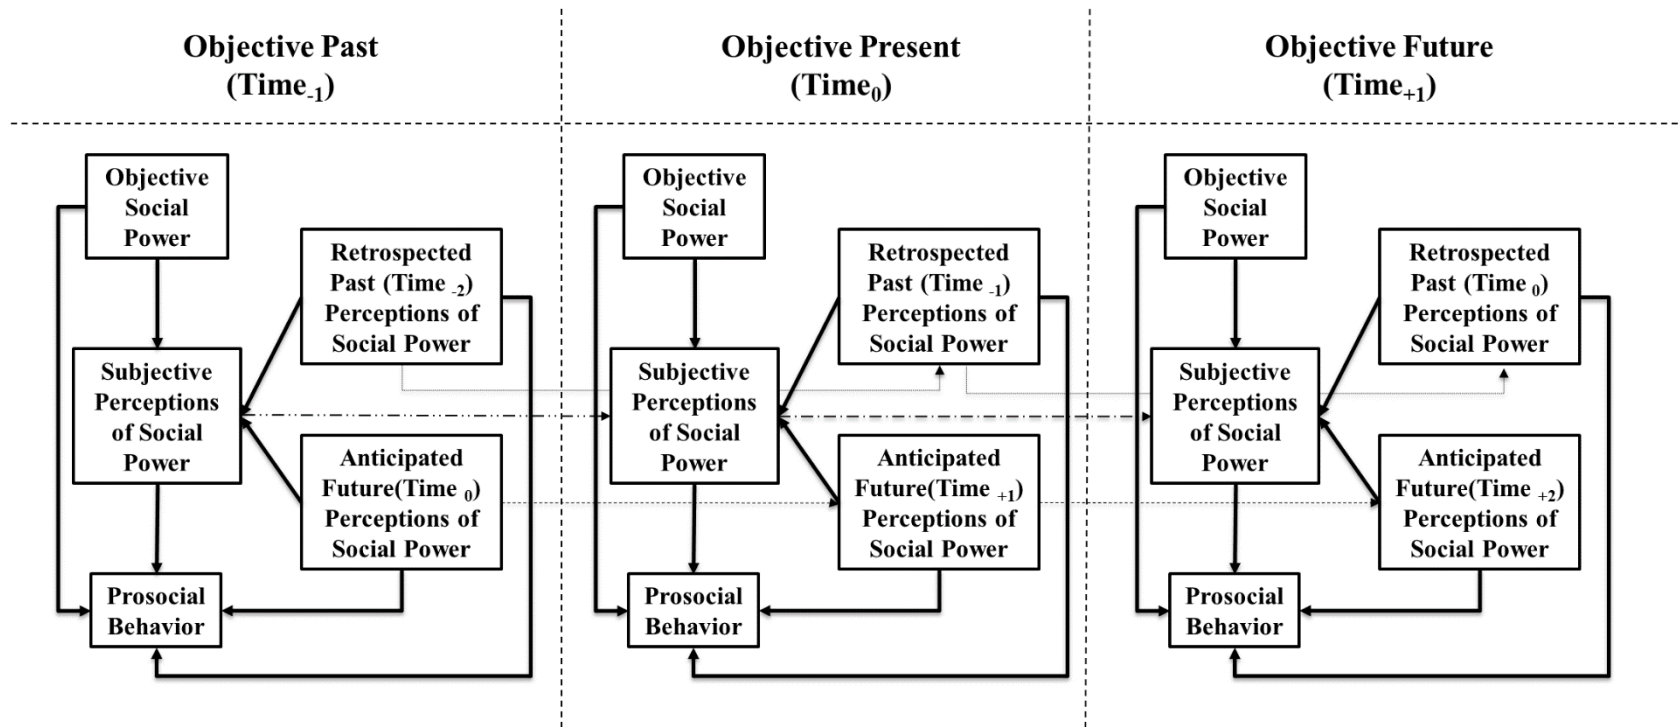 Objective Past
(Time-1)
Objective Present
(Time0)
Objective Future
(Time+1)
Objective
Social
Power
Retrospected
Past (Time -2)
Perceptions of
Social Power
Subjective
Perceptions
of Social
Power
Anticipated
Future(Time 0)
Perceptions of
Social Power
Prosocial
Behavior
Objective
Social
Power
Retrospected
Past (Time -1)
Perceptions of
Social Power
Subjective
Perceptions
of Social
Power
Anticipated
Future(Time +1)
Perceptions of
Social Power
Prosocial
Behavior
Objective
Social
Power
Retrospected
Past (Time 0)
Perceptions of
Social Power
Subjective
Perceptions
of Social
Power
Anticipated
Future(Time +2)
Perceptions of
Social Power
Prosocial
Behavior